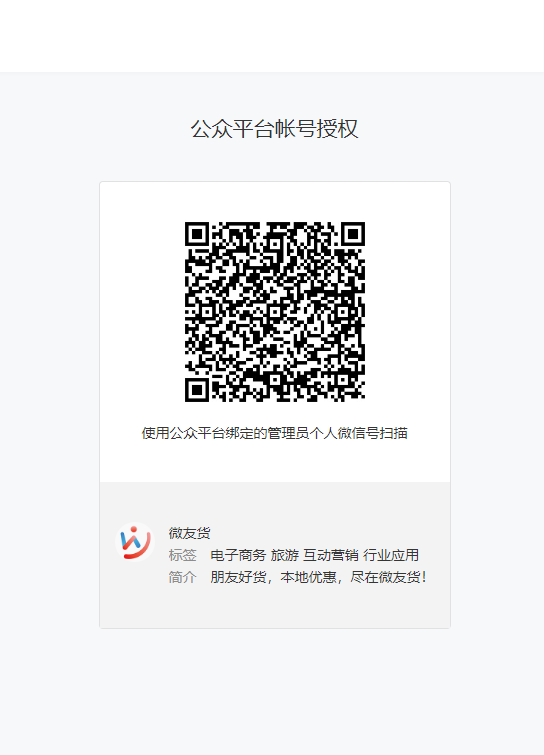 公众平台帐号授权
使用公众平台绑定的管理员个人微信号扫描
微友货
标签 电子商务 旅游 互动营销 行业应用
简介 朋友好货，本地优惠，尽在微友货！